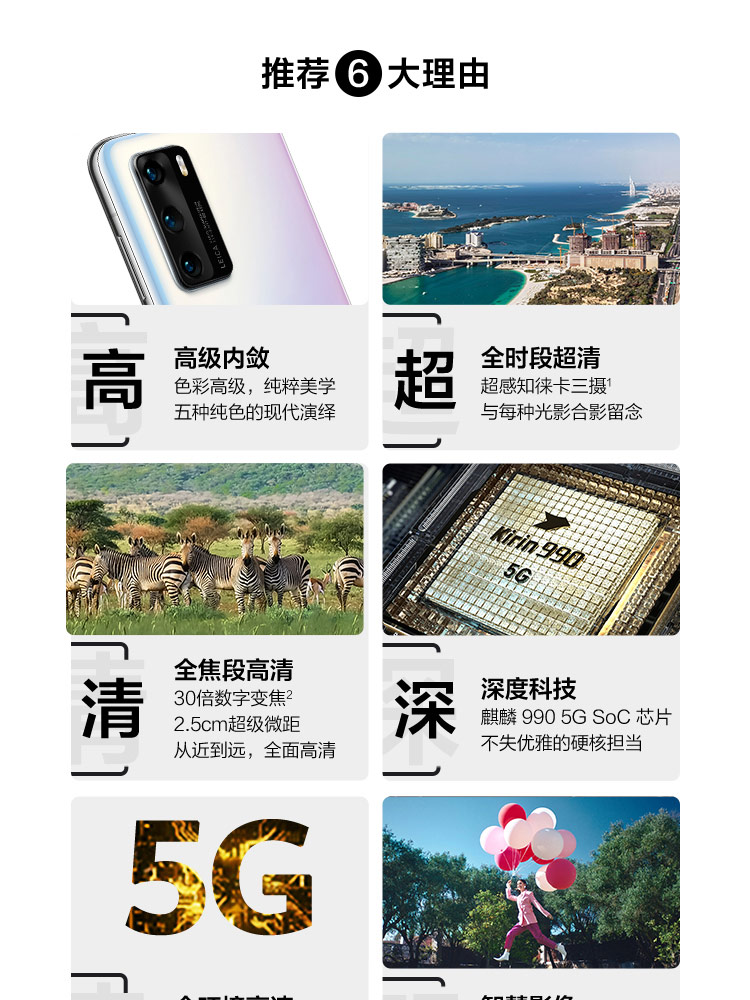 推荐6大理由
LEICA
高
高级内敛
色彩高级，纯粹美学
五种纯色的现代演绎
超
全时段超清
超感知徕卡三摄1
与每种光影合影留念
清
全焦段高清
30倍数字变焦2
2.5cm超级微距
从近到远，全面高清
Kirin 990
5G
深
深度科技
麒麟 990 5G SoC 芯片
不失优雅的硬核担当
5G